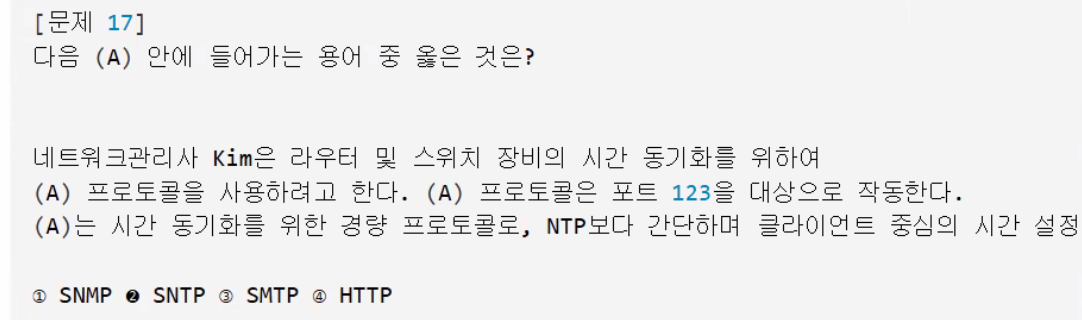 [문제 17]
다음 (A) 안에 들어가는 용어 중 옳은 것은?
네트워크관리사 Kim은 라우터 및 스위치 장비의 시간 동기화를 위하여
(A) 프로토콜을 사용하려고 한다. (A) 프로토콜은 포트 123을 대상으로 작동한다.
(A)는 시간 동기화를 위한 경량 프로토콜로, NTP보다 간단하며 클라이언트 중심의 시간 설정
① SNMP ❷ SNTP ③ SMTP ④ HTTP